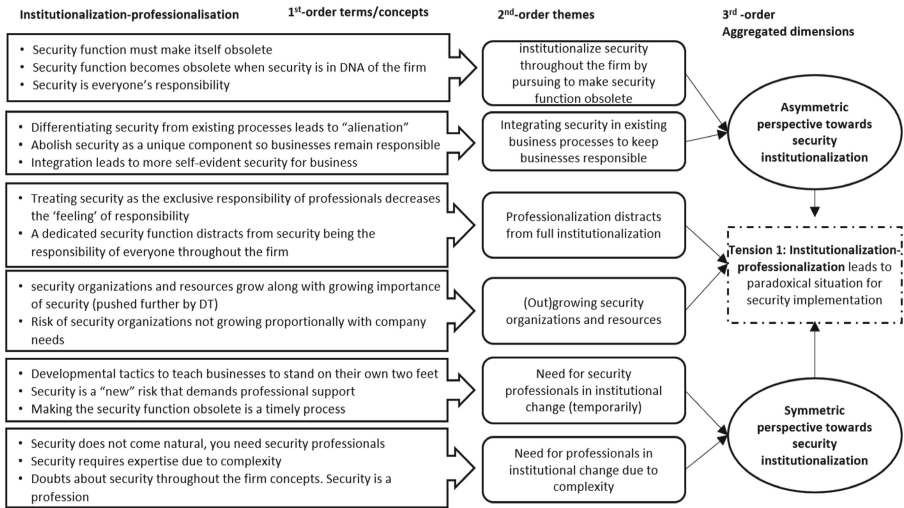 Institutionalization-professionalisation
1st-order terms/concepts
2nd-order themes
3rd -order
Aggregated dimensions
• Security function must make itself obsolete
• Security function becomes obsolete when security is in DNA of the firm
• Security is everyone's responsibility
institutionalize security
throughout the firm by
pursuing to make security
function obsolete
• Differentiating security from existing processes leads to "alienation"
• Abolish security as a unique component so businesses remain responsible
• Integration leads to more self-evident security for business
Integrating security in existing
business processes to keep
businesses responsible
Asymmetric
perspective towards
security
institutionalization
• Treating security as the exclusive responsibility of professionals decreases
the 'feeling' of responsibility
• A dedicated security function distracts from security being the
responsibility of everyone throughout the firm
Professionalization distracts
from full institutionalization
• security organizations and resources grow along with growing importance
of security (pushed further by DT)
• Risk of security organizations not growing proportionally with company
needs
(Out)growing security
organizations and resources
Tension 1: Institutionalization-
professionalization leads to
paradoxical situation for
security implementation
• Developmental tactics to teach businesses to stand on their own two feet
• Security is a "new" risk that demands professional support
• Making the security function obsolete is a timely process
Need for security
professionals in institutional
change (temporarily)
• Security does not come natural, you need security professionals
• Security requires expertise due to complexity
• Doubts about security throughout the firm concepts. Security is a
profession
Need for professionals in
institutional change due to
complexity
Symmetric
perspective towards
security
institutionalization